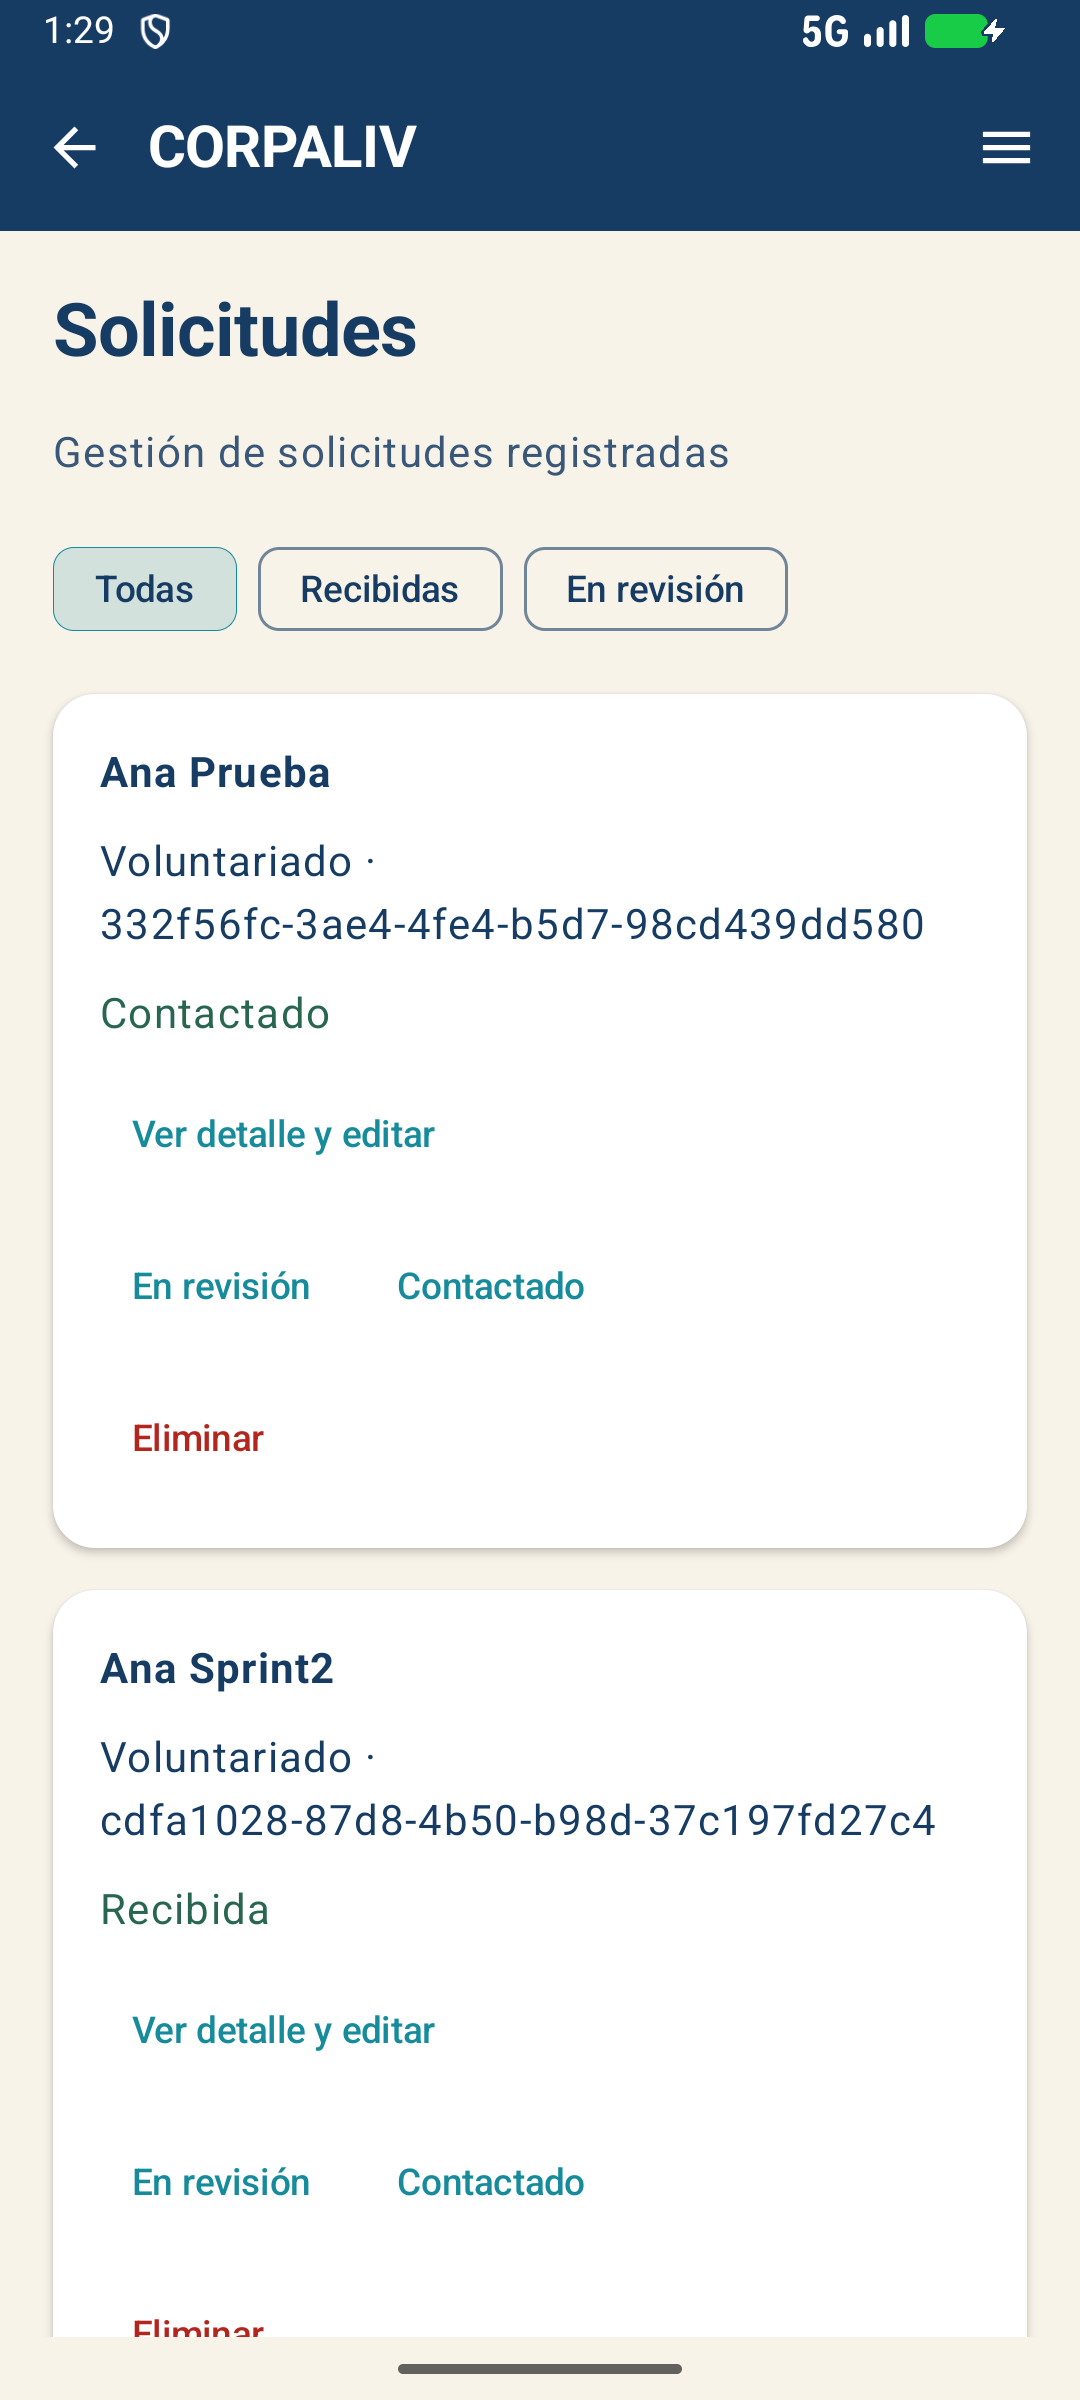 1:29 5G
CORPALIV
Solicitudes
Gestión de solicitudes registradas
Todas Recibidas En revisión
Ana Prueba
Voluntariado ·
332f56fc-3ae4-4fe4-b5d7-98cd439dd580
Contactado
Ver detalle y editar
En revisión Contactado
Eliminar
Ana Sprint2
Voluntariado ·
cdfa1028-87d8-4b50-b98d-37c197fd27c4
Recibida
Ver detalle y editar
En revisión Contactado
Eliminar